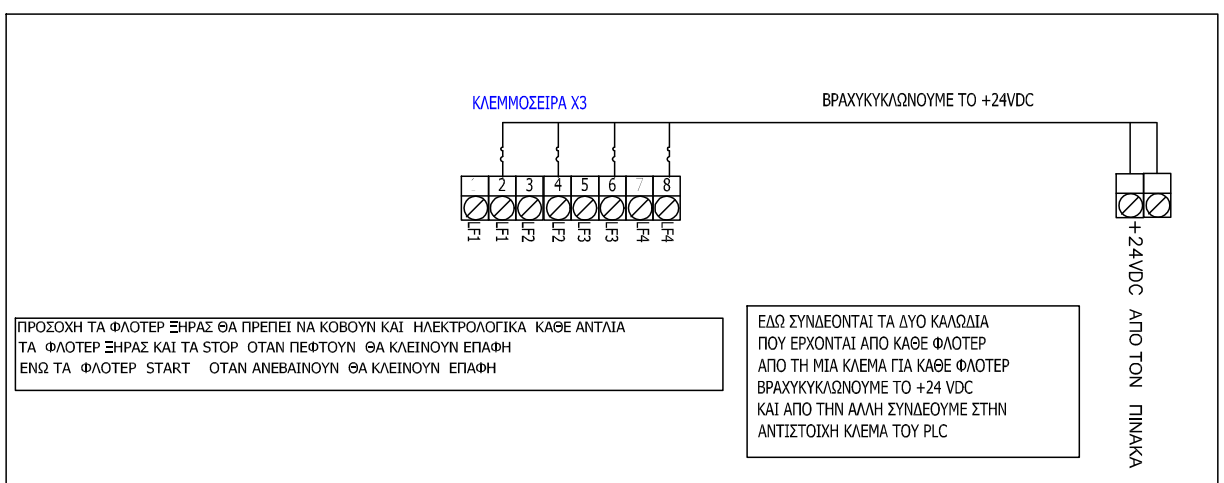 ΚΛΕΜΜΟΣΕΙΡΑ Χ3
ΒΡΑΧΥΚΥΚΛΩΝΟΥΜΕ ΤΟ +24VDC
1 2 3 4 5 6 7 8
LF1 LF1 LF2 LF2 LF3 LF3 LF4 LF4
+24VDC ΑΠΟ ΤΟΝ ΠΙΝΑΚΑ
ΠΡΟΣΟΧΗ ΤΑ ΦΛΟΤΕΡ ΞΗΡΑΣ ΘΑ ΠΡΕΠΕΙ ΝΑ ΚΟΒΟΥΝ ΚΑΙ ΗΛΕΚΤΡΟΛΟΓΙΚΑ ΚΑΘΕ ΑΝΤΛΙΑ
ΤΑ ΦΛΟΤΕΡ ΞΗΡΑΣ ΚΑΙ ΤΑ STOP ΟΤΑΝ ΠΕΦΤΟΥΝ ΘΑ ΚΛΕΙΝΟΥΝ ΕΠΑΦΗ
ΕΝΩ ΤΑ ΦΛΟΤΕΡ START ΟΤΑΝ ΑΝΕΒΑΙΝΟΥΝ ΘΑ ΚΛΕΙΝΟΥΝ ΕΠΑΦΗ
ΕΔΩ ΣΥΝΔΕΟΝΤΑΙ ΤΑ ΔΥΟ ΚΑΛΩΔΙΑ
ΠΟΥ ΕΡΧΟΝΤΑΙ ΑΠΟ ΚΑΘΕ ΦΛΟΤΕΡ
ΑΠΟ ΤΗ ΜΙΑ ΚΛΕΜΑ ΓΙΑ ΚΑΘΕ ΦΛΟΤΕΡ
ΒΡΑΧΥΚΥΚΛΩΝΟΥΜΕ ΤΟ +24 VDC
ΚΑΙ ΑΠΟ ΤΗΝ ΑΛΛΗ ΣΥΝΔΕΟΥΜΕ ΣΤΗΝ
ΑΝΤΙΣΤΟΙΧΗ ΚΛΕΜΑ ΤΟΥ PLC